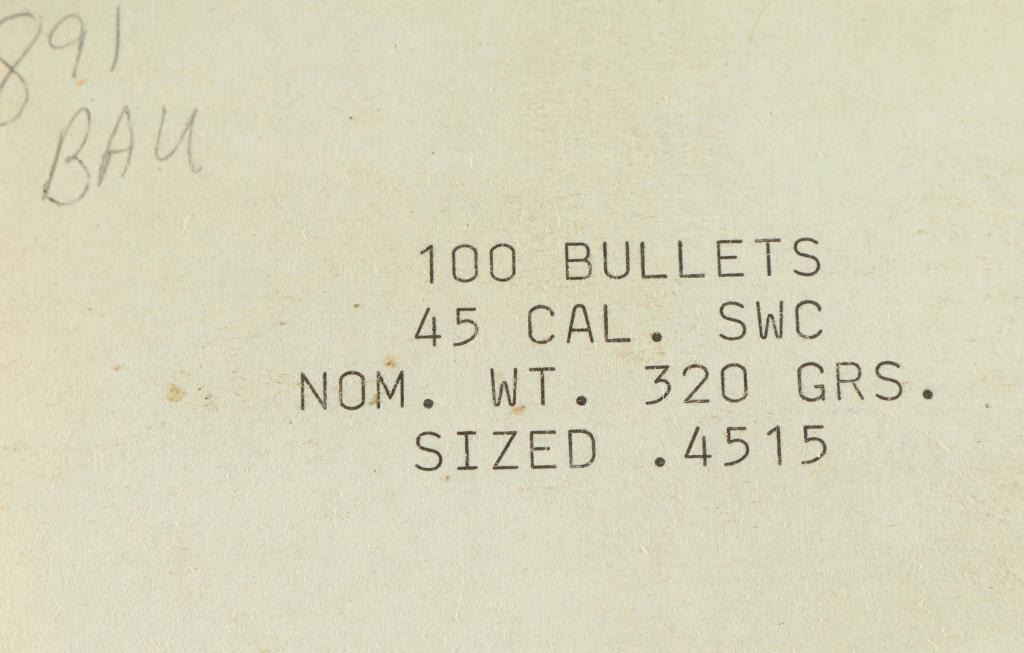 891
BAU
100 BULLETS
45 CAL. SWC
NOM. WT. 320 GRS.
SIZED .4515